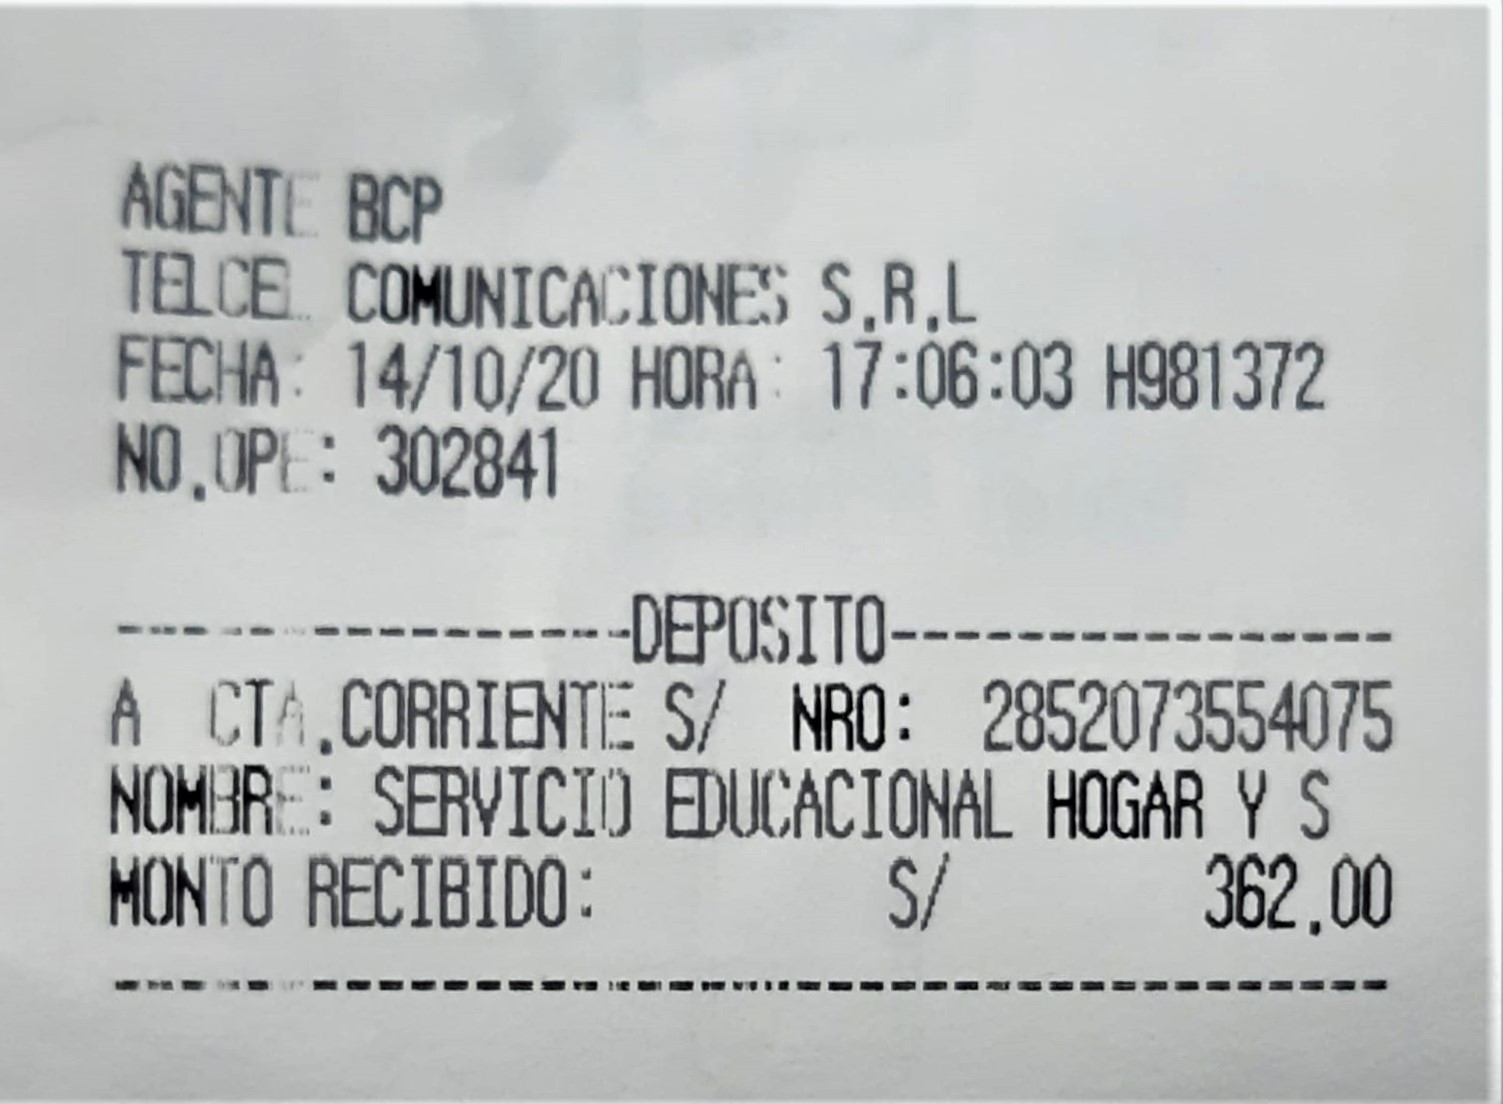 AGENTE BCP
TELCEL COMUNICACIONES S.R.L
FECHA: 14/10/20 HORA: 17:06:03 H981372
NO.OPE: 302841
--------------------DEPOSITO----------------
A CTA.CORRIENTE S/ NRO: 2852073554075
NOMBRE: SERVICIO EDUCACIONAL HOGAR Y S
MONTO RECIBIDO: S/ 362.00
----------------------------------------